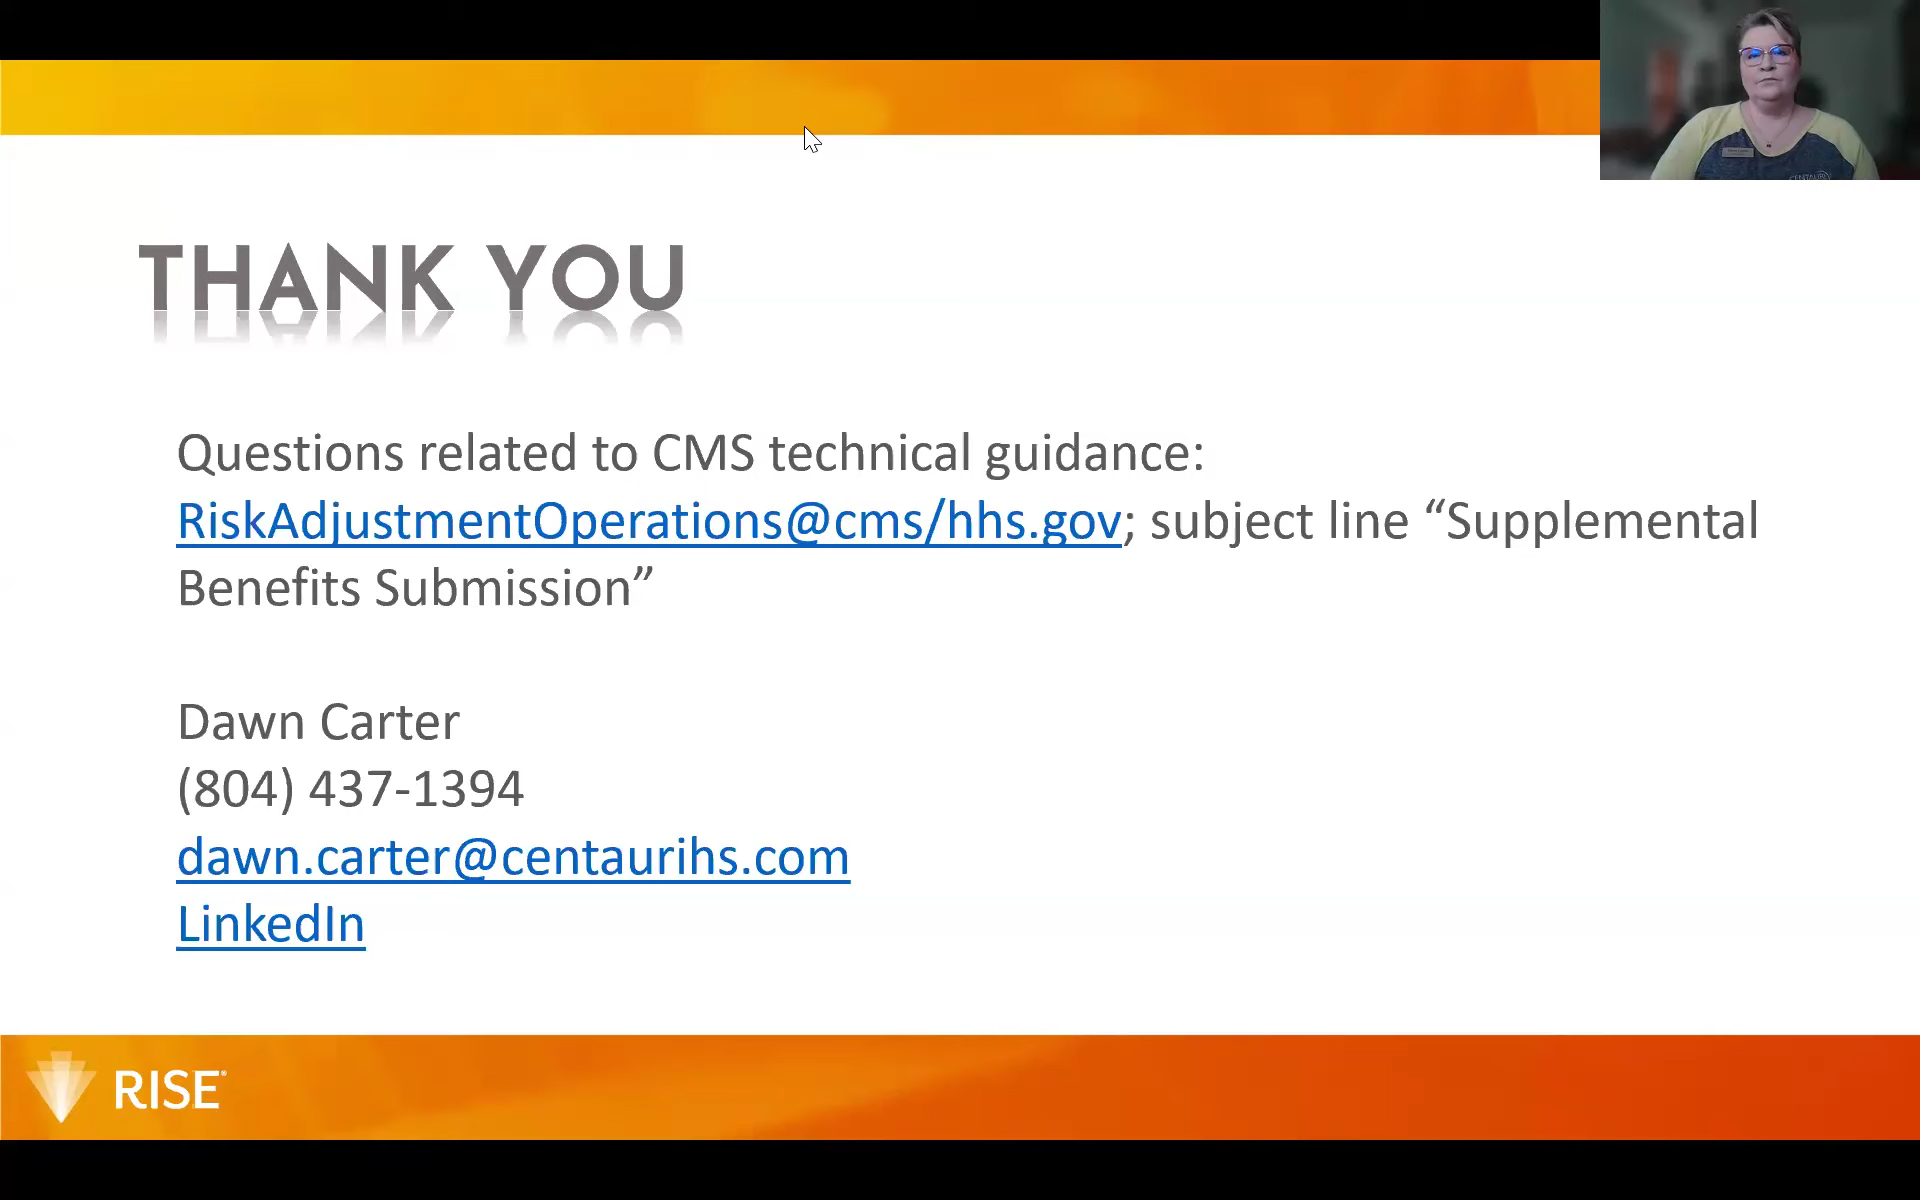 THANK YOU
Questions related to CMS technical guidance:
RiskAdjustmentOperations@cms/hhs.gov; subject line “Supplemental
Benefits Submission”
Dawn Carter
(804) 437-1394
dawn.carter@centaurihs.com
LinkedIn
RISE
CENTAURI